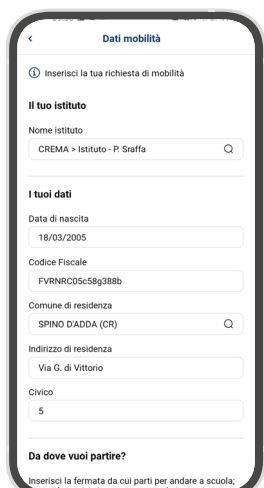 Dati mobilità
Inserisci la tua richiesta di mobilità
Il tuo istituto
Nome istituto
CREMA > Istituto - P. Sraffa
I tuoi dati
Data di nascita
18/03/2005
Codice Fiscale
FVRNRC05c58g388b
Comune di residenza
SPINO D'ADDA (CR)
Indirizzo di residenza
Via G. di Vittorio
Civico
5
Da dove vuoi partire?
Inserisci la fermata da cui parti per andare a scuola;